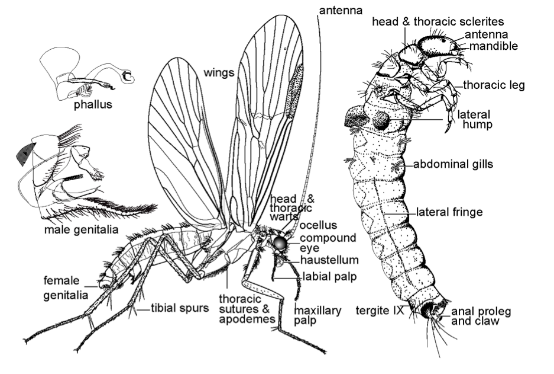 antenna
head & thoracic sclerites
antenna
mandible
phallus
wings
thoracic leg
lateral
hump
abdominal gills
male genitalia
head &
thoracic
warts
ocellus
compound
eye
haustellum
labial palp
lateral fringe
female
genitalia
tibial spurs
thoracic
sutures &
apodemes
maxillary
palp
tergite IX
anal proleg
and claw